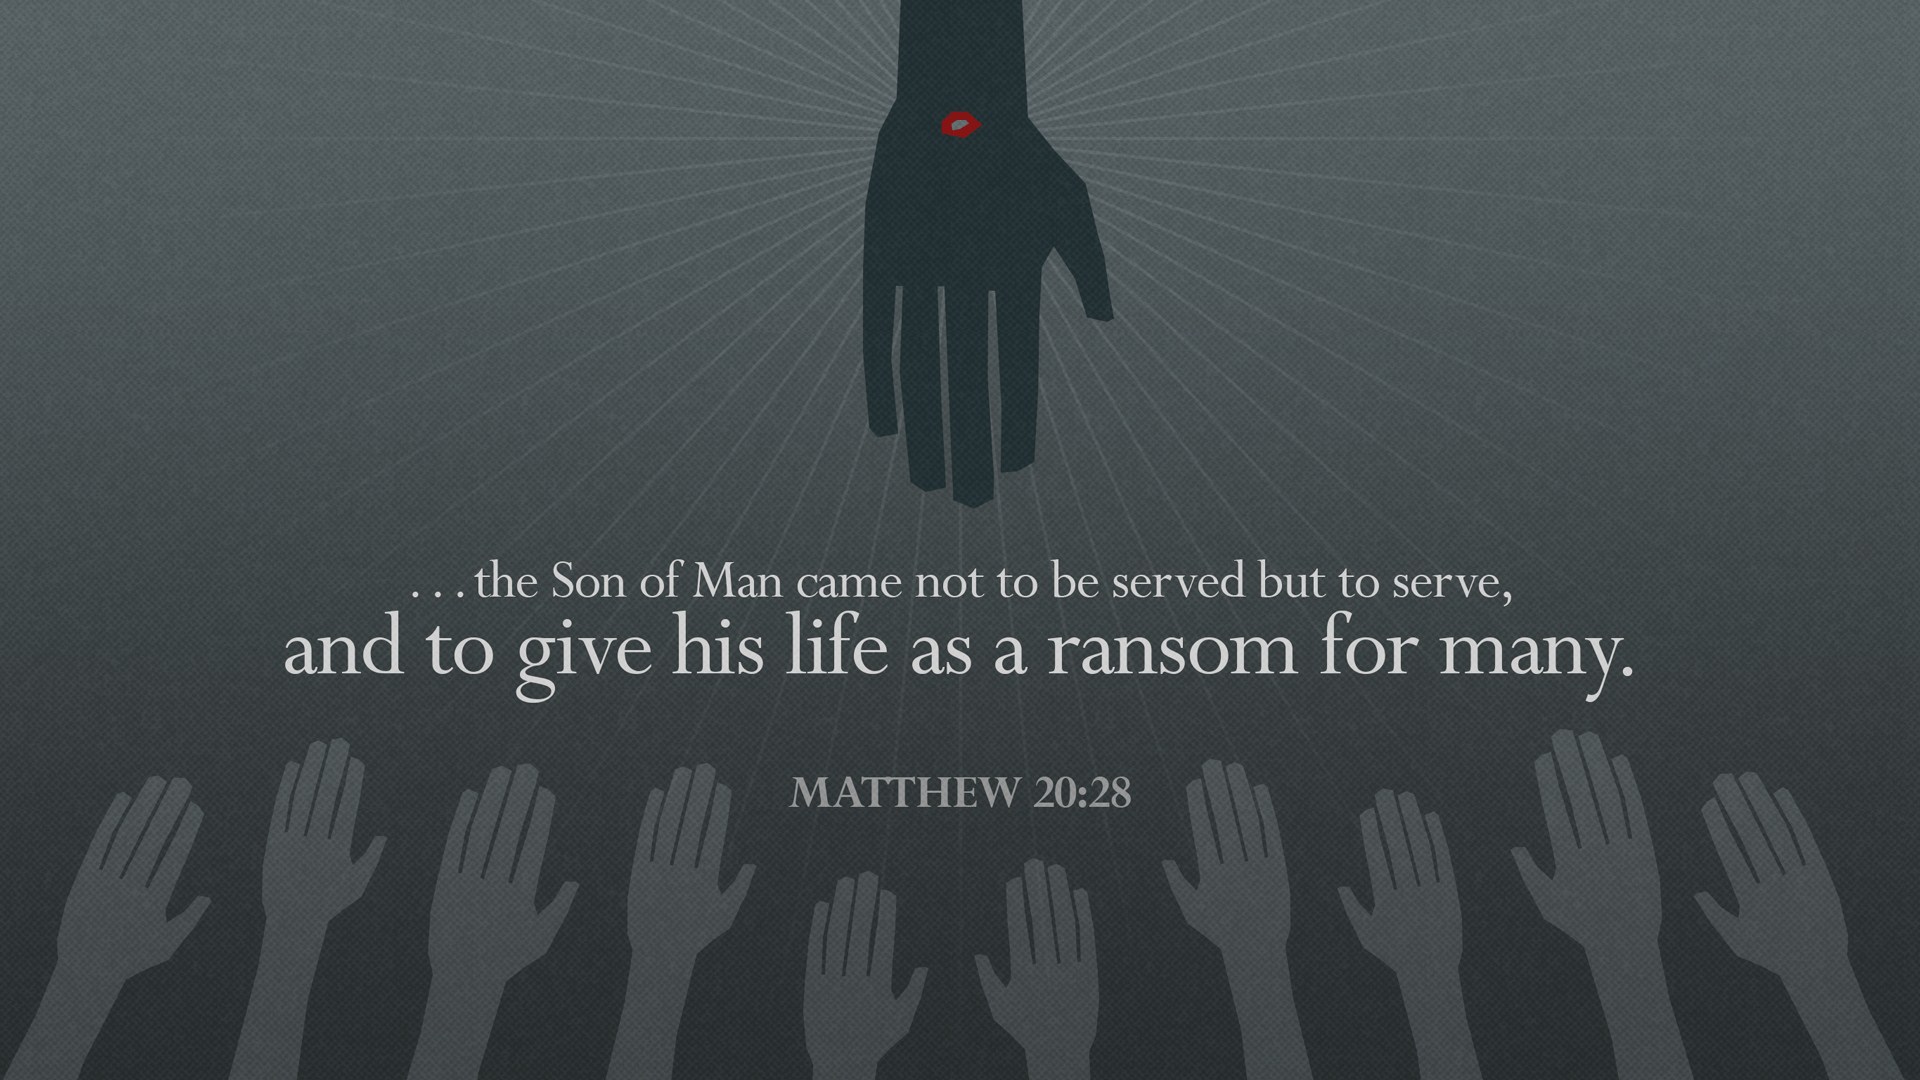 . . . the Son of Man came not to be served but to serve,
and to give his life as a ransom for many.
MATTHEW 20:28